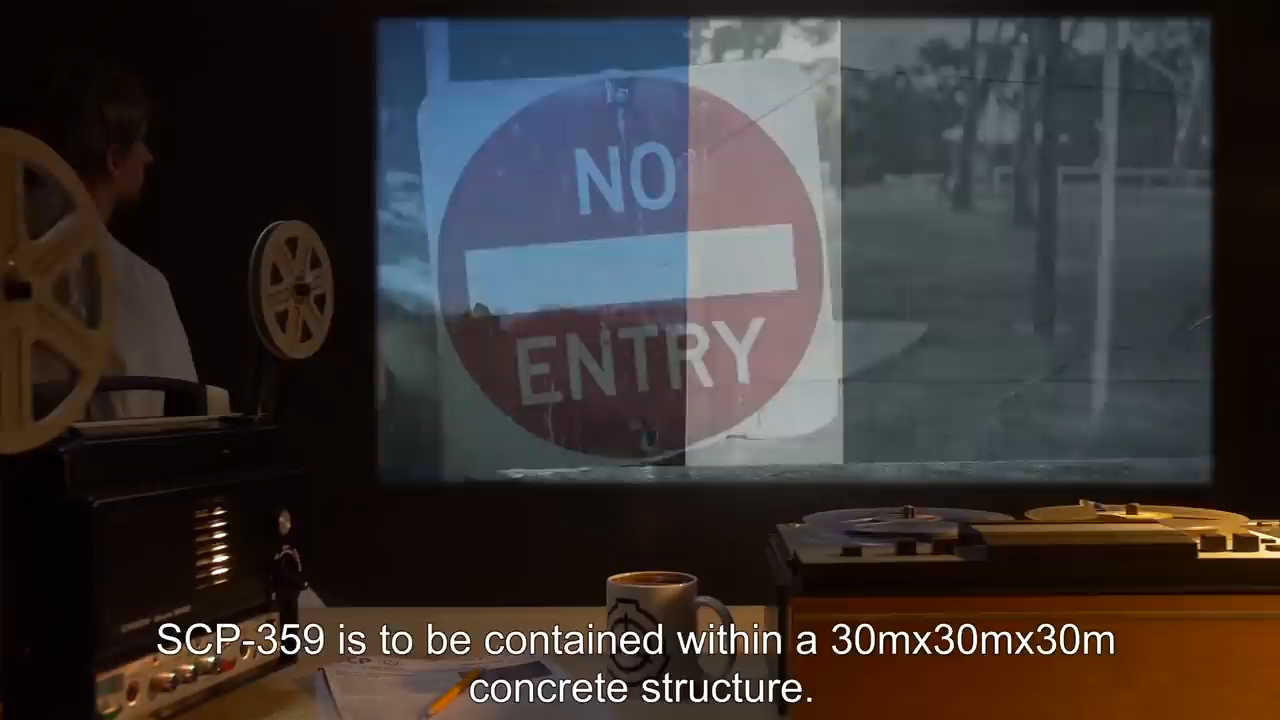 NO
ENTRY
SCP-359 is to be contained within a 30mx30mx30m
concrete structure.